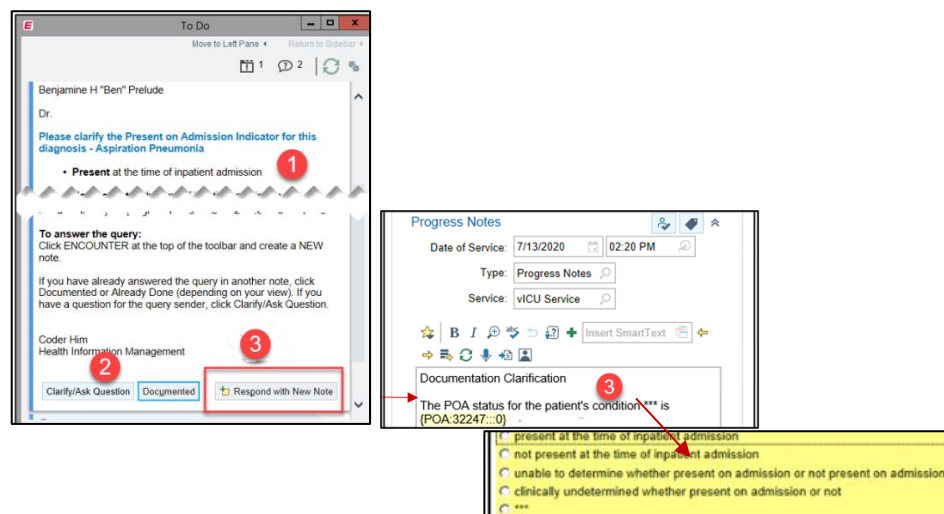 E To Do
Move to Left Pane Return to Sidebar
1 2
Benjamine H "Ben" Prelude
Dr.
Please clarify the Present on Admission Indicator for this
diagnosis - Aspiration Pneumonia
1
• Present at the time of inpatient admission
To answer the query:
Click ENCOUNTER at the top of the toolbar and create a NEW
note.
If you have already answered the query in another note, click
Documented or Already Done (depending on your view). If you
have a question for the query sender, click Clarify/Ask Question.
Coder Him
Health Information Management
2
3
Clarify/Ask Question Documented Respond with New Note
Progress Notes
Date of Service: 7/13/2020 02:20 PM
Type: Progress Notes
Service: vICU Service
B I Insert SmartText
Documentation Clarification
3
The POA status for the patient's condition *** is
{POA:32247:::0}
present at the time of inpatient admission
not present at the time of inpatient admission
unable to determine whether present on admission or not present on admission
clinically undetermined whether present on admission or not
***